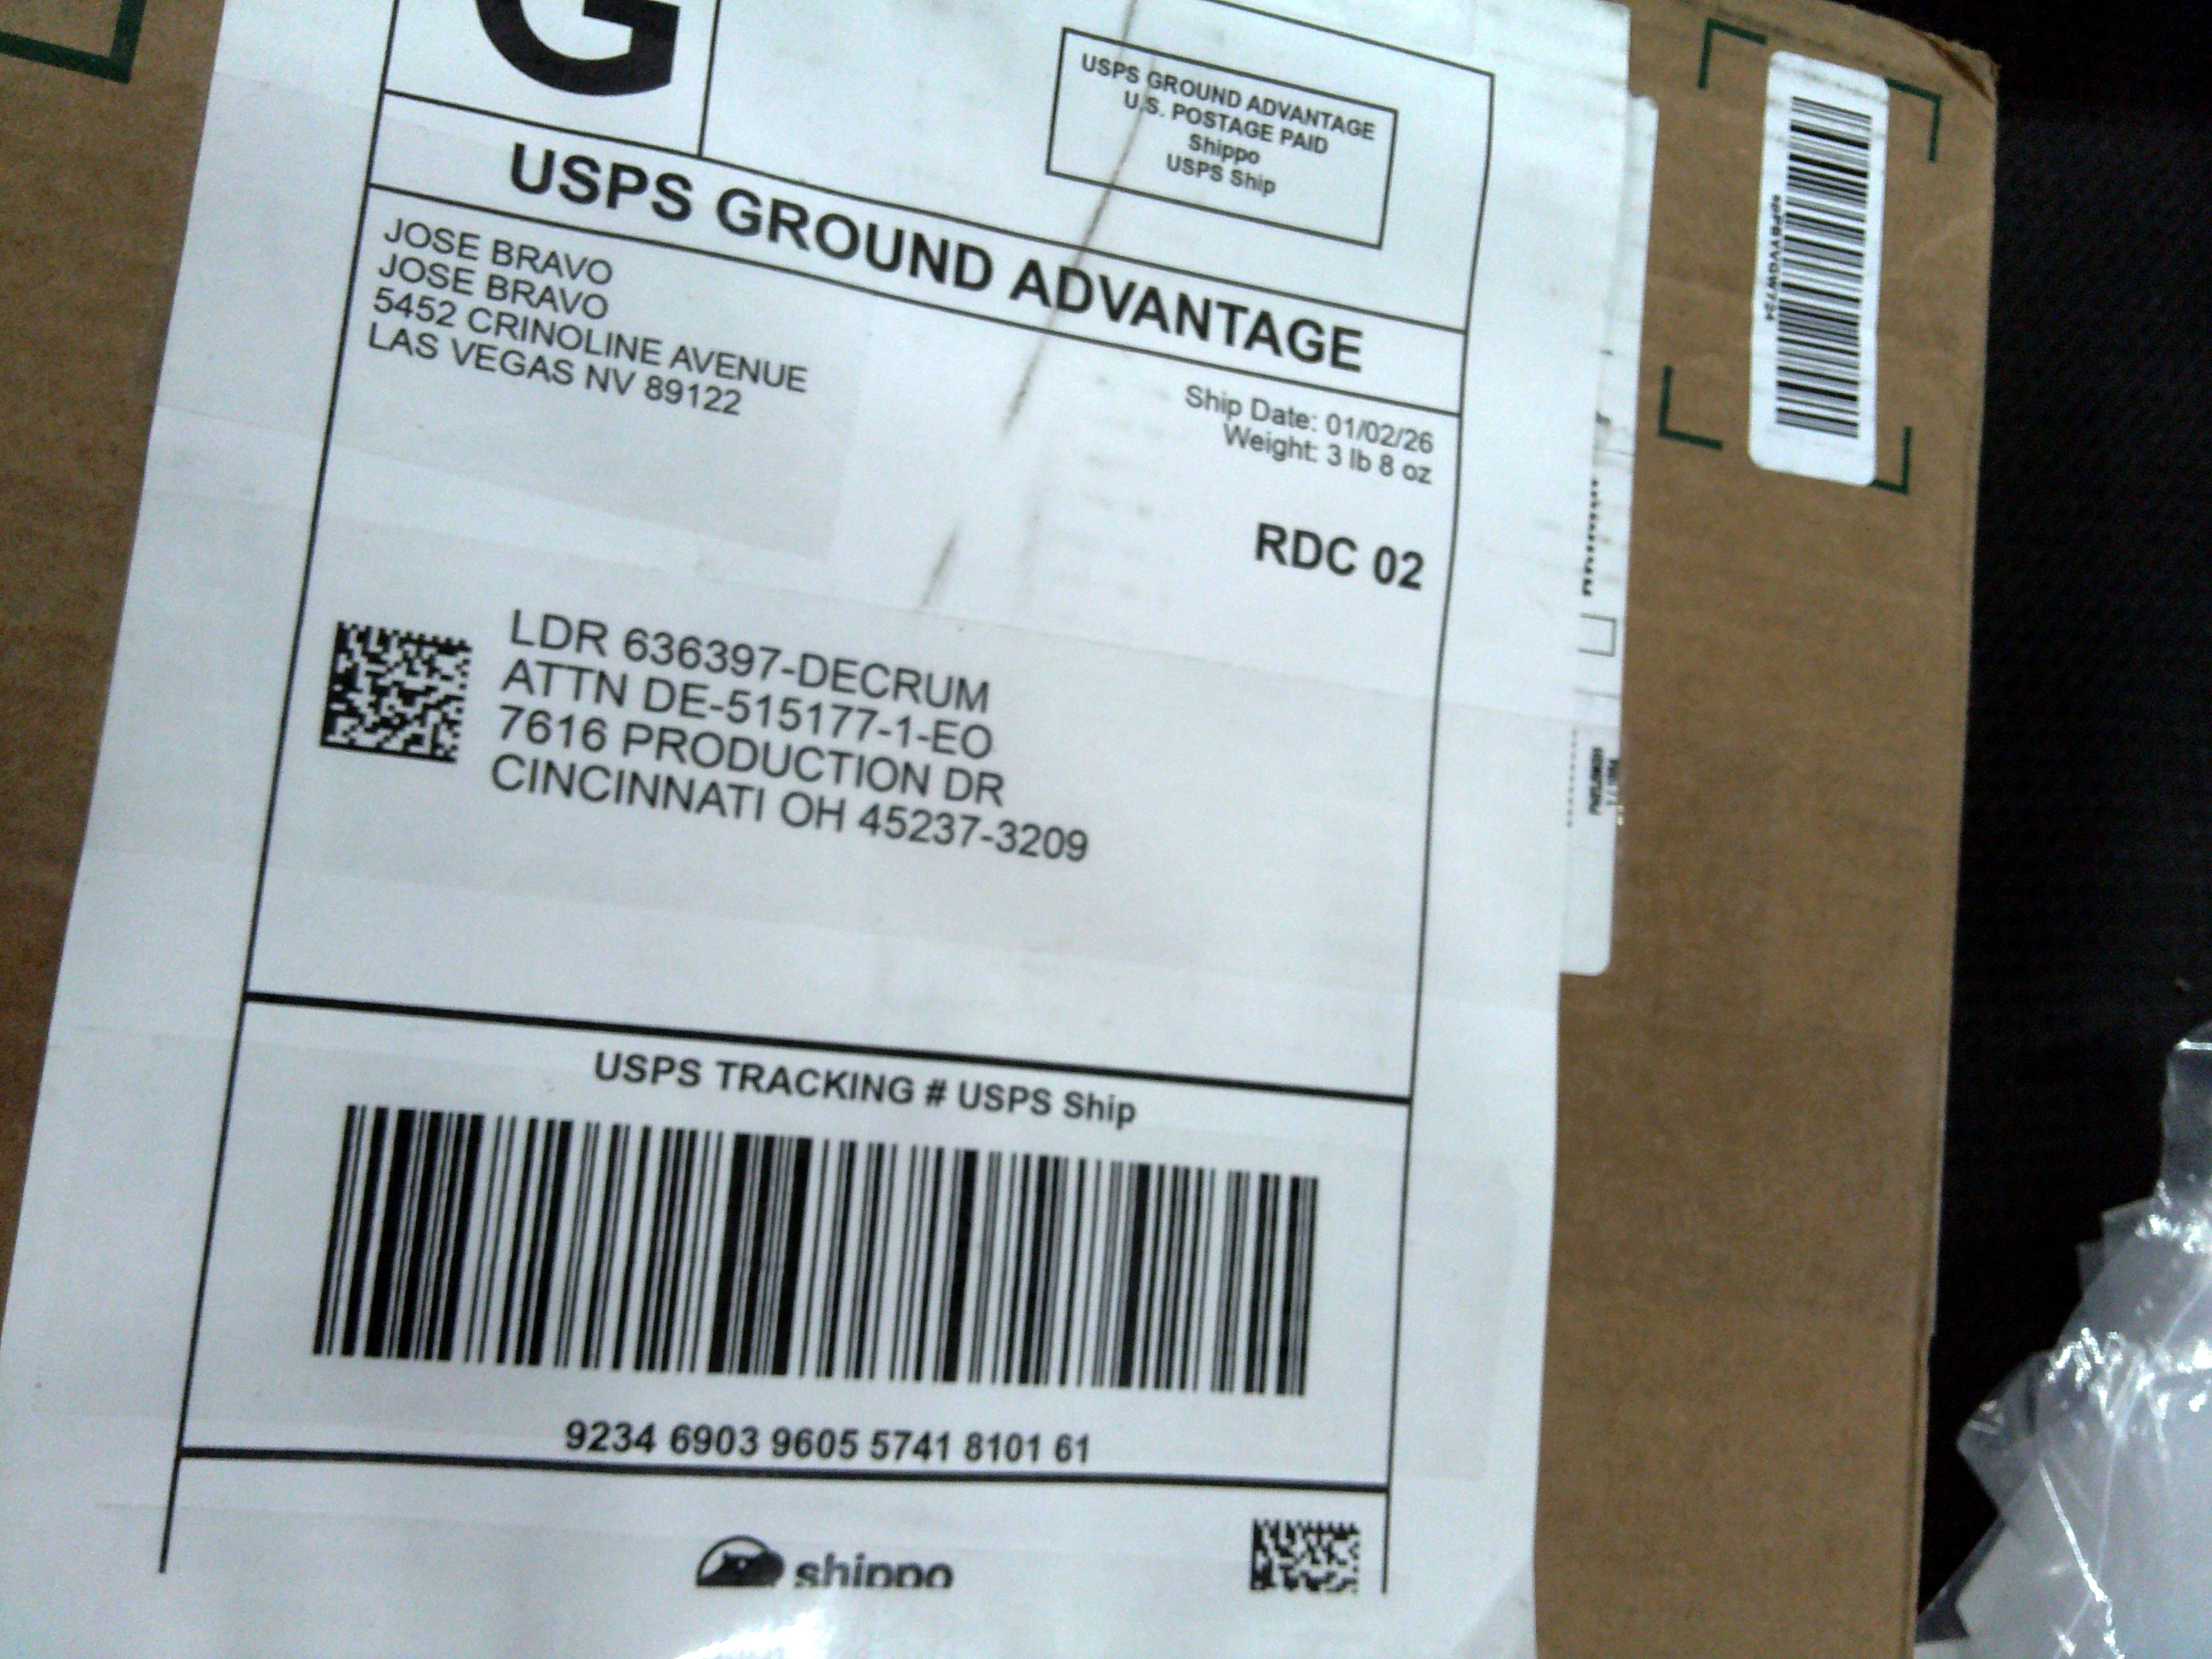 G
USPS GROUND ADVANTAGE
U.S. POSTAGE PAID
Shippo
USPS Ship
USPS GROUND ADVANTAGE
JOSE BRAVO
JOSE BRAVO
5452 CRINOLINE AVENUE
LAS VEGAS NV 89122
Ship Date: 01/02/26
Weight: 3 lb 8 oz
RDC 02
LDR 636397-DECRUM
ATTN DE-515177-1-EO
7616 PRODUCTION DR
CINCINNATI OH 45237-3209
USPS TRACKING # USPS Ship
9234 6903 9605 5741 8101 61
shippo